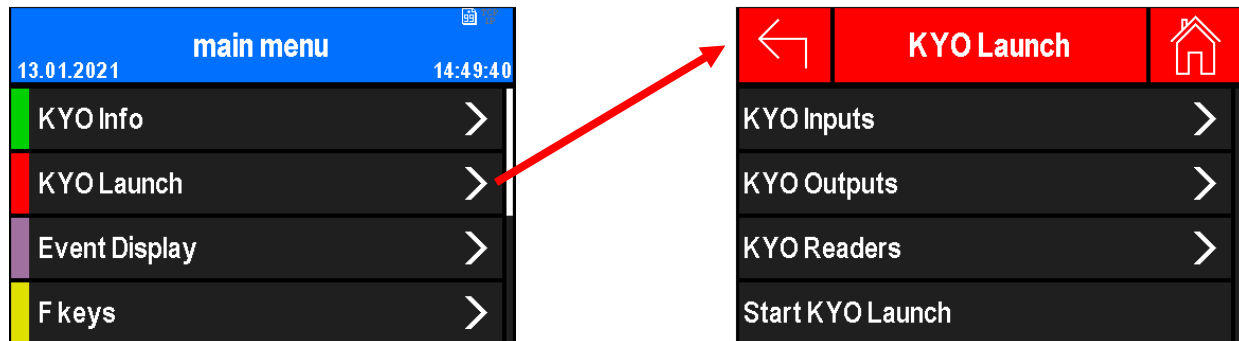 main menu
13.01.2021 14:49:40
KYO Info
KYO Launch
Event Display
F keys
KYO Launch
KYO Inputs
KYO Outputs
KYO Readers
Start KYO Launch